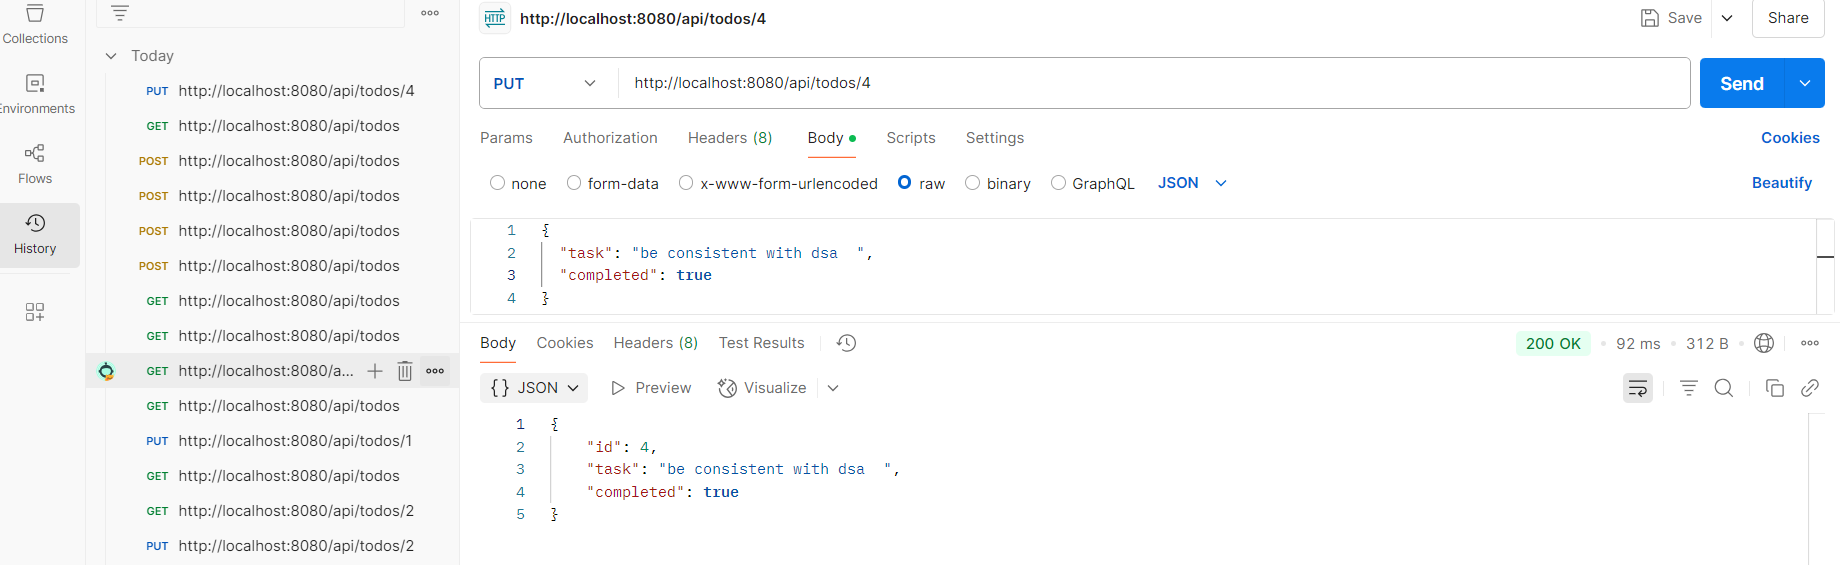 Collections
Environments
Flows
History
Today
PUT http://localhost:8080/api/todos/4
GET http://localhost:8080/api/todos
POST http://localhost:8080/api/todos
POST http://localhost:8080/api/todos
POST http://localhost:8080/api/todos
POST http://localhost:8080/api/todos
GET http://localhost:8080/api/todos
GET http://localhost:8080/api/todos
GET http://localhost:8080/a...
GET http://localhost:8080/api/todos
PUT http://localhost:8080/api/todos/1
GET http://localhost:8080/api/todos
GET http://localhost:8080/api/todos/2
PUT http://localhost:8080/api/todos/2
HTTP http://localhost:8080/api/todos/4 Save Share
PUT http://localhost:8080/api/todos/4 Send
Params Authorization Headers (8) Body Scripts Settings Cookies
none form-data x-www-form-urlencoded raw binary GraphQL JSON Beautify
1 {
2 "task": "be consistent with dsa  ",
3 "completed": true
4 }
Body Cookies Headers (8) Test Results 200 OK • 92 ms • 312 B •
{} JSON Preview Visualize
1 {
2 "id": 4,
3 "task": "be consistent with dsa  ",
4 "completed": true
5 }